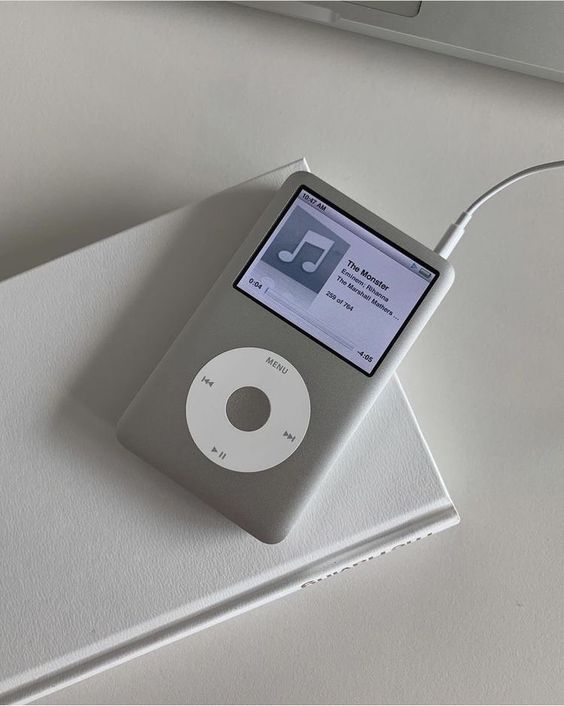 10:47 AM
The Monster
Eminem; Rihanna
The Marshall Mathers ...
259 of 764
0:04
-4:05
MENU